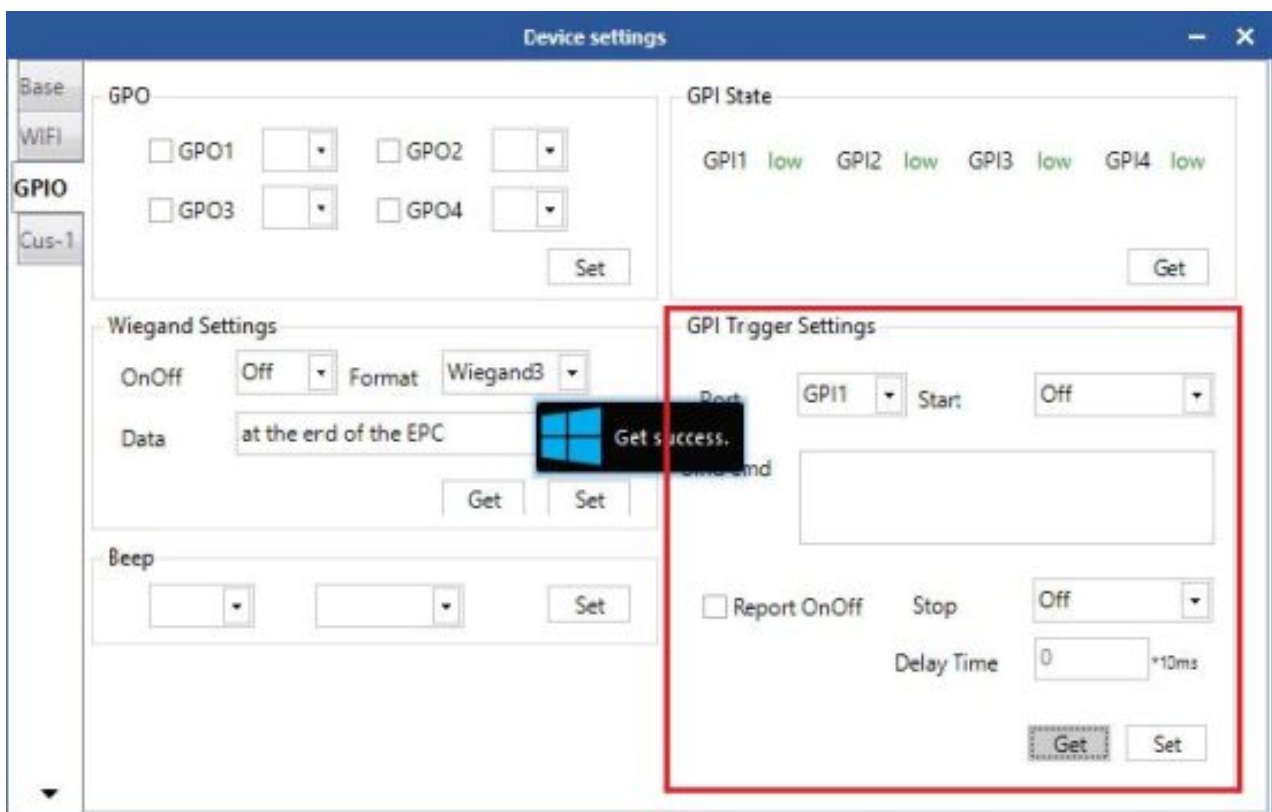 Device settings
Base
WIFI
GPIO
Cus-1
GPO
GPO1
GPO2
GPO3
GPO4
Set
GPI State
GPI1 low GPI2 low GPI3 low GPI4 low
Get
Wiegand Settings
OnOff Off Format Wiegand3
Data at the end of the EPC
Get Set
Get success.
Beep
Set
GPI Trigger Settings
Port GPI1 Start Off
Report OnOff Stop Off
Delay Time 0 *10ms
Get Set